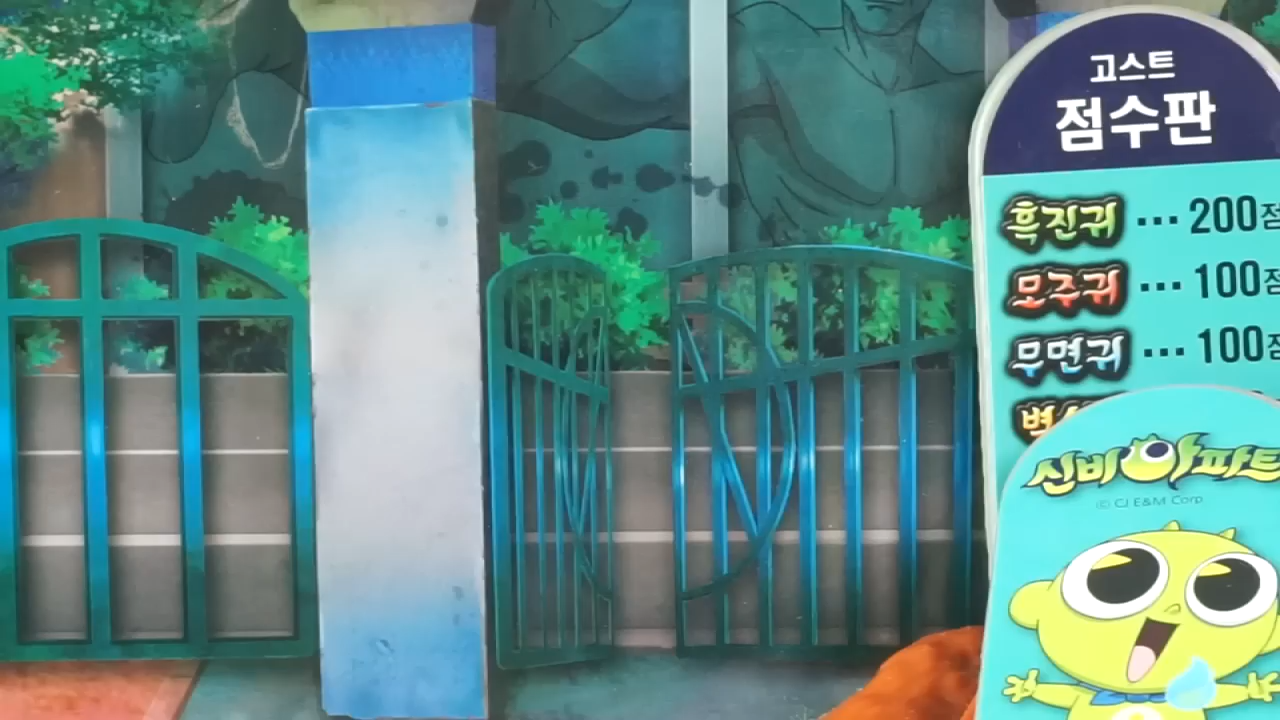 고스트
점수판
흑진귀 ··· 200점
모주귀 ··· 100점
무면귀 ··· 100점
신비아파트
© CJ E&M Corp